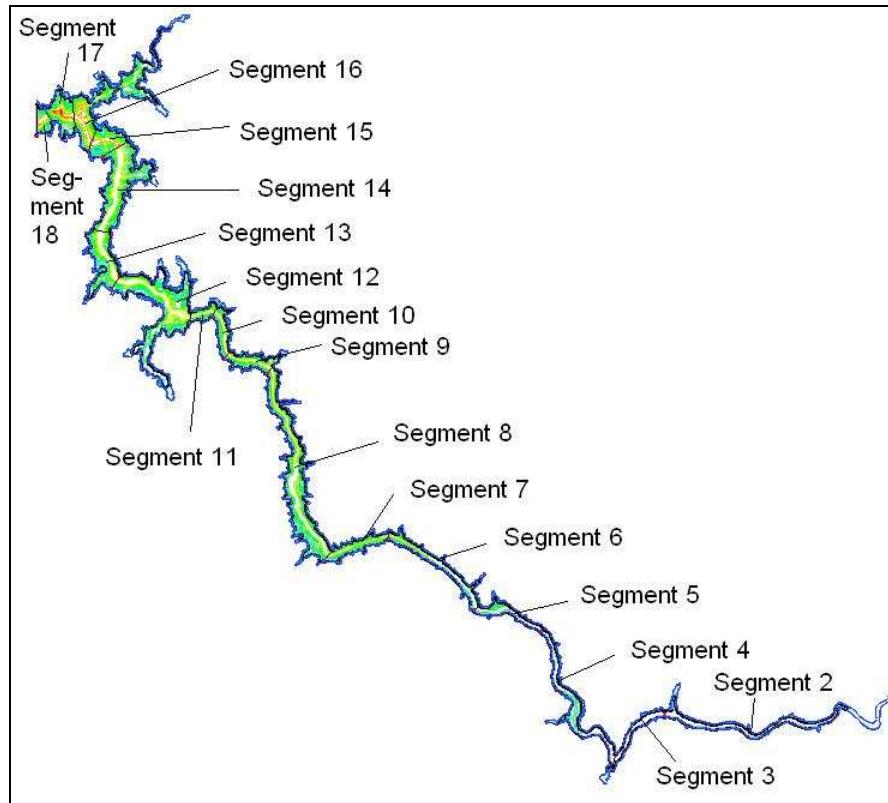 Segment
17
Segment 16
Segment 15
Seg-
ment
18
Segment 14
Segment 13
Segment 12
Segment 10
Segment 9
Segment 11
Segment 8
Segment 7
Segment 6
Segment 5
Segment 4
Segment 2
Segment 3